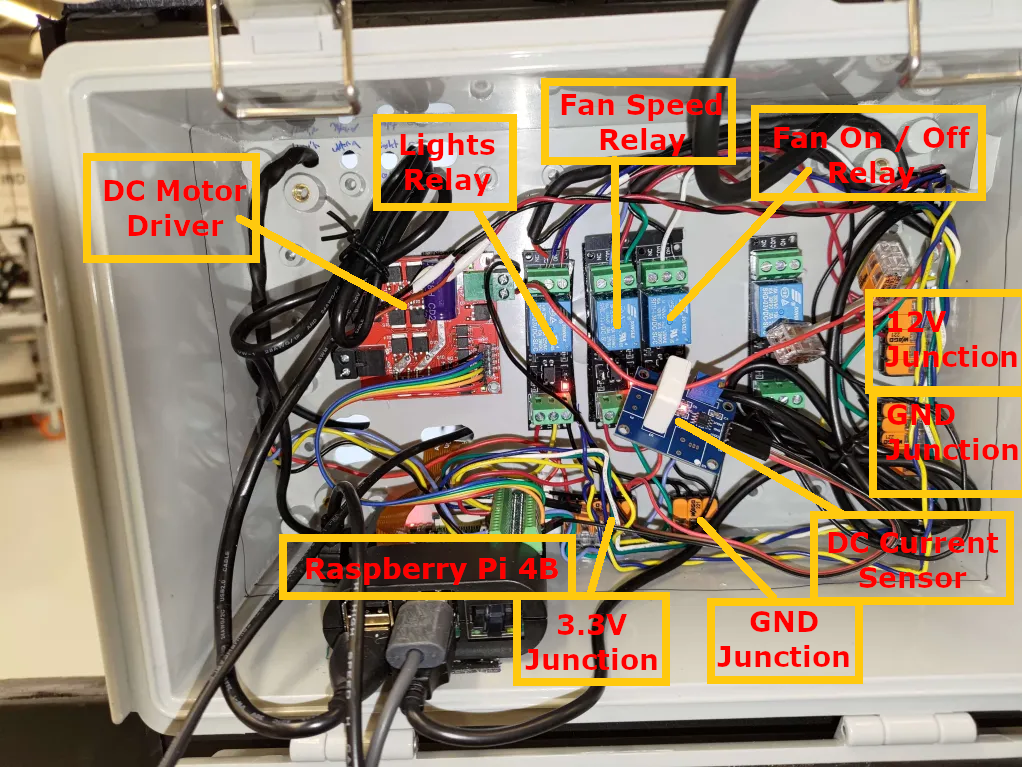 Fan Speed
Relay
Lights
Relay
Fan On / Off
Relay
DC Motor
Driver
12V
Junction
GND
Junction
DC Current
Sensor
Raspberry Pi 4B
3.3V
Junction
GND
Junction